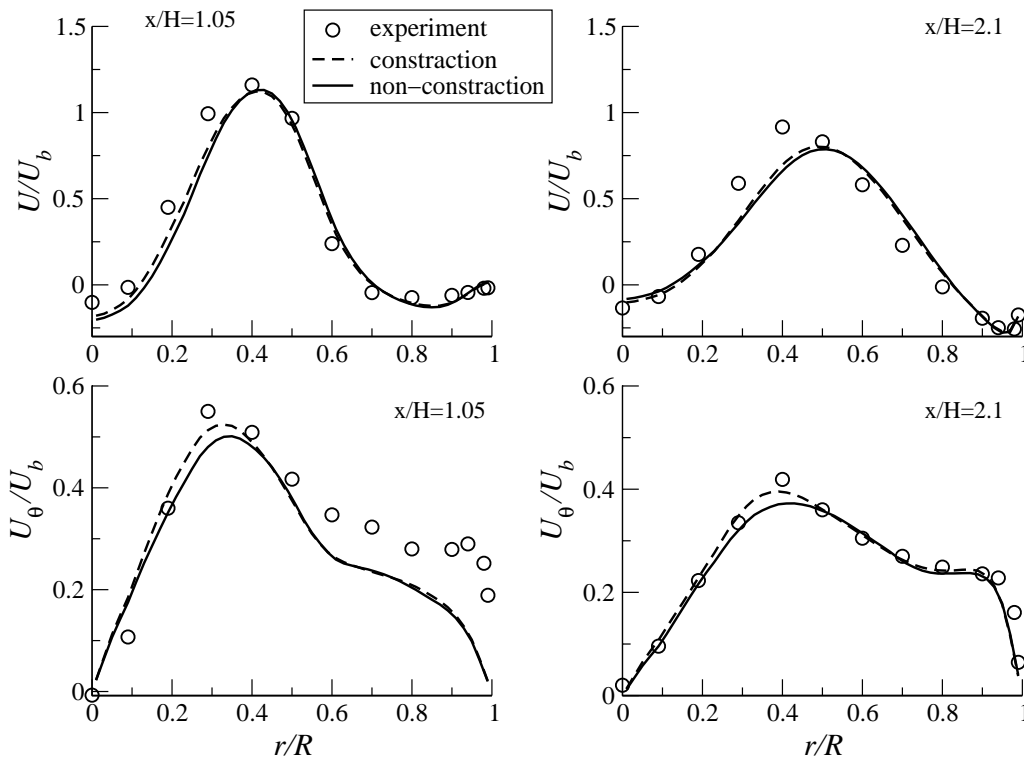 x/H=1.05
experiment
constraction
non-constraction
1.5
1
0.5
0
U/U_b
0 0.2 0.4 0.6 0.8 1
x/H=2.1
1.5
1
0.5
0
U/U_b
0 0.2 0.4 0.6 0.8 1
x/H=1.05
0.6
0.4
0.2
0
U_θ/U_b
0 0.2 0.4 0.6 0.8 1
r/R
x/H=2.1
0.6
0.4
0.2
0
U_θ/U_b
0 0.2 0.4 0.6 0.8 1
r/R